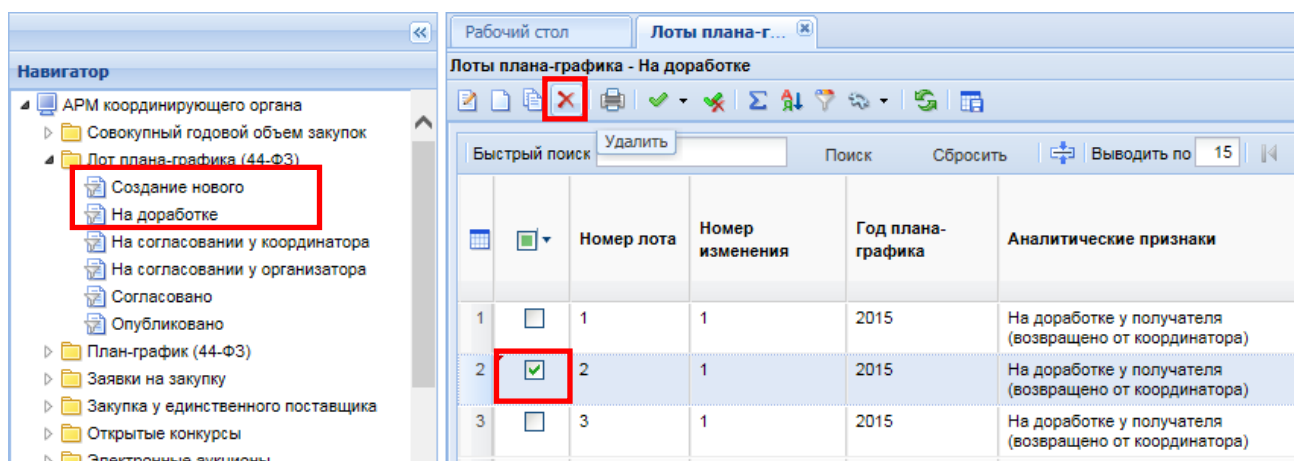 Навигатор
АРМ координирующего органа
Совокупный годовой объем закупок
Лот плана-графика (44-ФЗ)
Создание нового
На доработке
На согласовании у координатора
На согласовании у организатора
Согласовано
Опубликовано
План-график (44-ФЗ)
Заявки на закупку
Закупка у единственного поставщика
Открытые конкурсы
Электронные аукционы
Рабочий стол
Лоты плана-г...
Лоты плана-графика - На доработке
Удалить
Быстрый поиск Поиск Сбросить Выводить по 15
Номер лота Номер изменения Год плана-графика Аналитические признаки
1 1 1 2015 На доработке у получателя
(возвращено от координатора)
2 2 1 2015 На доработке у получателя
(возвращено от координатора)
3 3 1 2015 На доработке у получателя
(возвращено от координатора)